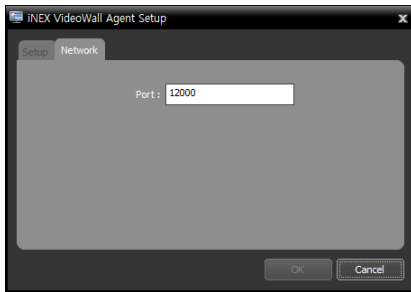 iNEX VideoWall Agent Setup
x
Setup Network
Port : 12000
OK Cancel